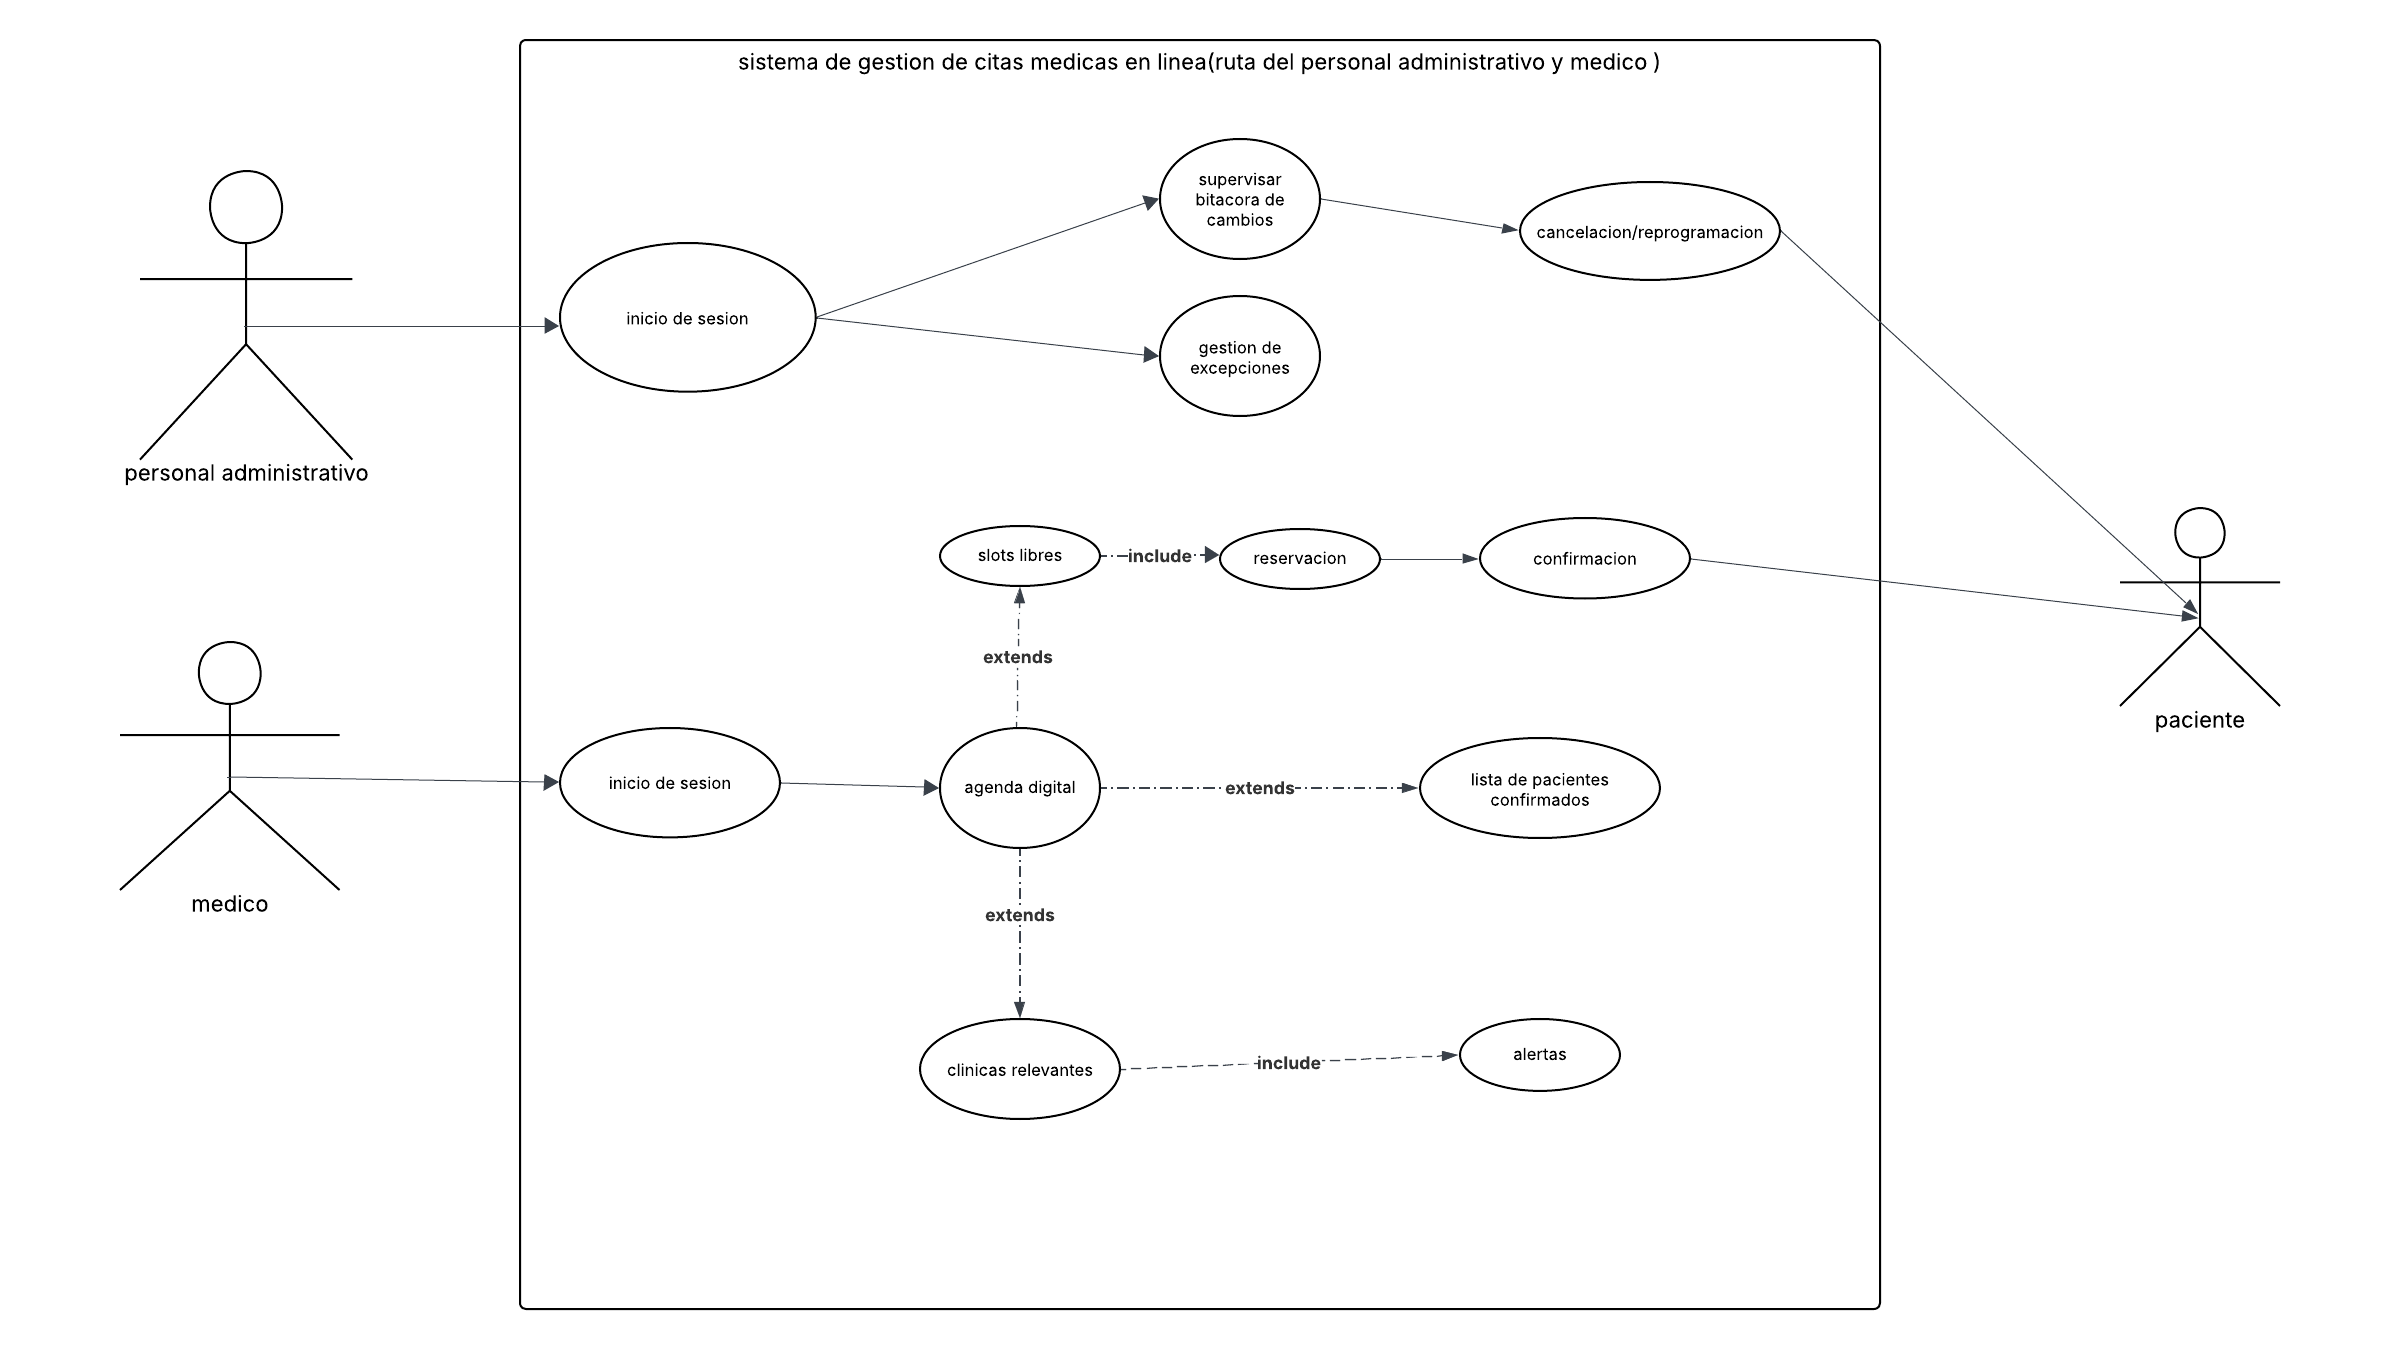 sistema de gestion de citas medicas en linea(ruta del personal administrativo y medico )
supervisar
bitacora de
cambios
cancelacion/reprogramacion
inicio de sesion
gestion de
excepciones
personal administrativo
slots libres
include
reservacion
confirmacion
extends
paciente
inicio de sesion
agenda digital
extends
lista de pacientes
confirmados
medico
extends
clinicas relevantes
include
alertas